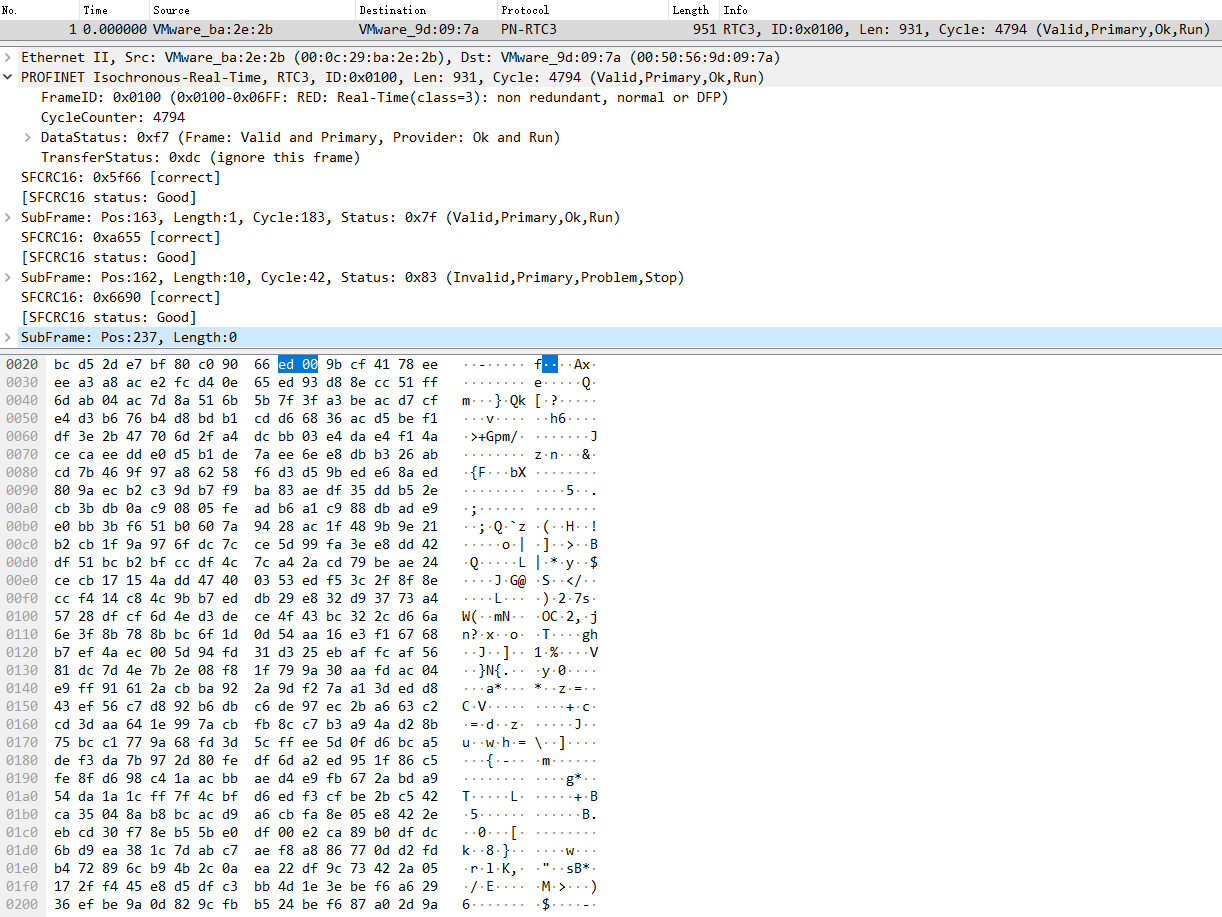 No. Time Source Destination Protocol Length Info
1 0.000000 VMware_ba:2e:2b VMware_9d:09:7a PN-RTC3 951 RTC3, ID:0x0100, Len: 931, Cycle: 4794 (Valid,Primary,Ok,Run)
Ethernet II, Src: VMware_ba:2e:2b (00:0c:29:ba:2e:2b), Dst: VMware_9d:09:7a (00:50:56:9d:09:7a)
PROFINET Isochronous-Real-Time, RTC3, ID:0x0100, Len: 931, Cycle: 4794 (Valid,Primary,Ok,Run)
FrameID: 0x0100 (0x0100-0x06FF: RED: Real-Time(class=3): non redundant, normal or DFP)
CycleCounter: 4794
DataStatus: 0xf7 (Frame: Valid and Primary, Provider: Ok and Run)
TransferStatus: 0xdc (ignore this frame)
SFCRC16: 0x5f66 [correct]
[SFCRC16 status: Good]
SubFrame: Pos:163, Length:1, Cycle:183, Status: 0x7f (Valid,Primary,Ok,Run)
SFCRC16: 0xa655 [correct]
[SFCRC16 status: Good]
SubFrame: Pos:162, Length:10, Cycle:42, Status: 0x83 (Invalid,Primary,Problem,Stop)
SFCRC16: 0x6690 [correct]
[SFCRC16 status: Good]
SubFrame: Pos:237, Length:0
0020 bc d5 2d e7 bf 80 c0 90 66 ed 00 9b cf 41 78 ee ··-····· f····Ax·
0030 ee a3 a8 ac e2 fc d4 0e 65 ed 93 d8 8e cc 51 ff ········ e·····Q·
0040 6d ab 04 ac 7d 8a 51 6b 5b 7f 3f a3 be ac d7 cf m···}·Qk [·?·····
0050 e4 d3 b6 76 b4 d8 bd b1 cd d6 68 36 ac d5 be f1 ···v···· ··h6····
0060 df 3e 2b 47 70 6d 2f a4 dc bb 03 e4 da e4 f1 4a ·>+Gpm/· ·······J
0070 ce ca ee dd e0 d5 b1 de 7a ee 6e e8 db b3 26 ab ········ z·n···&·
0080 cd 7b 46 9f 97 a8 62 58 f6 d3 d5 9b ed e6 8a ed ·{F···bX ········
0090 80 9a ec b2 c3 9d b7 f9 ba 83 ae df 35 dd b5 2e ········ ····5··.
00a0 cb 3b db 0a c9 08 05 fe ad b6 a1 c9 88 db ad e9 ·;······ ········
00b0 e0 bb 3b f6 51 b0 60 7a 94 28 ac 1f 48 9b 9e 21 ··;·Q·`z ·(··H··!
00c0 b2 cb 1f 9a 97 6f dc 7c ce 5d 99 fa 3e e8 dd 42 ·····o·| ·]··>··B
00d0 df 51 bc b2 bf cc df 4c 7c a4 2a cd 79 be ae 24 ·Q·····L |·*·y··$
00e0 ce cb 17 15 4a dd 47 40 03 53 ed f5 3c 2f 8f 8e ····J·G@ ·S··</··
00f0 cc f4 14 c8 4c 9b b7 ed db 29 e8 32 d9 37 73 a4 ····L··· ·)·2·7s·
0100 57 28 df cf 6d 4e d3 de ce 4f 43 bc 32 2c d6 6a W(··mN·· ·OC·2,·j
0110 6e 3f 8b 78 8b bc 6f 1d 0d 54 aa 16 e3 f1 67 68 n?·x··o· ·T····gh
0120 b7 ef 4a ec 00 5d 94 fd 31 d3 25 eb af fc af 56 ··J··]·· 1·%····V
0130 81 dc 7d 4e 7b 2e 08 f8 1f 79 9a 30 aa fd ac 04 ··}N{.·· ·y·0····
0140 e9 ff 91 61 2a cb ba 92 2a 9d f2 7a a1 3d ed d8 ···a*··· *··z·=··
0150 43 ef 56 c7 d8 92 b6 db c6 de 97 ec 2b a6 63 c2 C·V····· ····+·c·
0160 cd 3d aa 64 1e 99 7a cb fb 8c c7 b3 a9 4a d2 8b ·=·d··z· ·····J··
0170 75 bc c1 77 9a 68 fd 3d 5c ff ee 5d 0f d6 bc a5 u··w·h·= \··]····
0180 de f3 da 7b 97 2d 80 fe df 6d a2 ed 95 1f 86 c5 ···{·-·· ·m······
0190 fe 8f d6 98 c4 1a ac bb ae d4 e9 fb 67 2a bd a9 ········ ····g*··
01a0 54 da 1a 1c ff 7f 4c bf d6 ed f3 cf be 2b c5 42 T·····L· ·····+·B
01b0 ca 35 04 8a b8 bc ac d9 a6 cb fa 8e 05 e8 42 2e ·5······ ······B.
01c0 eb cd 30 f7 8e b5 5b e0 df 00 e2 ca 89 b0 df dc ··0···[· ········
01d0 6b d9 ea 38 1c 7d ab c7 ae f8 a8 86 77 0d d2 fd k··8·}·· ····w···
01e0 b4 72 89 6c b9 4b 2c 0a ea 22 df 9c 73 42 2a 05 ·r·l·K,· ·"··sB*·
01f0 17 2f f4 45 e8 d5 df c3 bb 4d 1e 3e be f6 a6 29 ·/·E···· ·M·>···)
0200 36 ef be 9a 0d 82 9c fb b5 24 be f6 87 a0 2d 9a 6······· ·$····-·